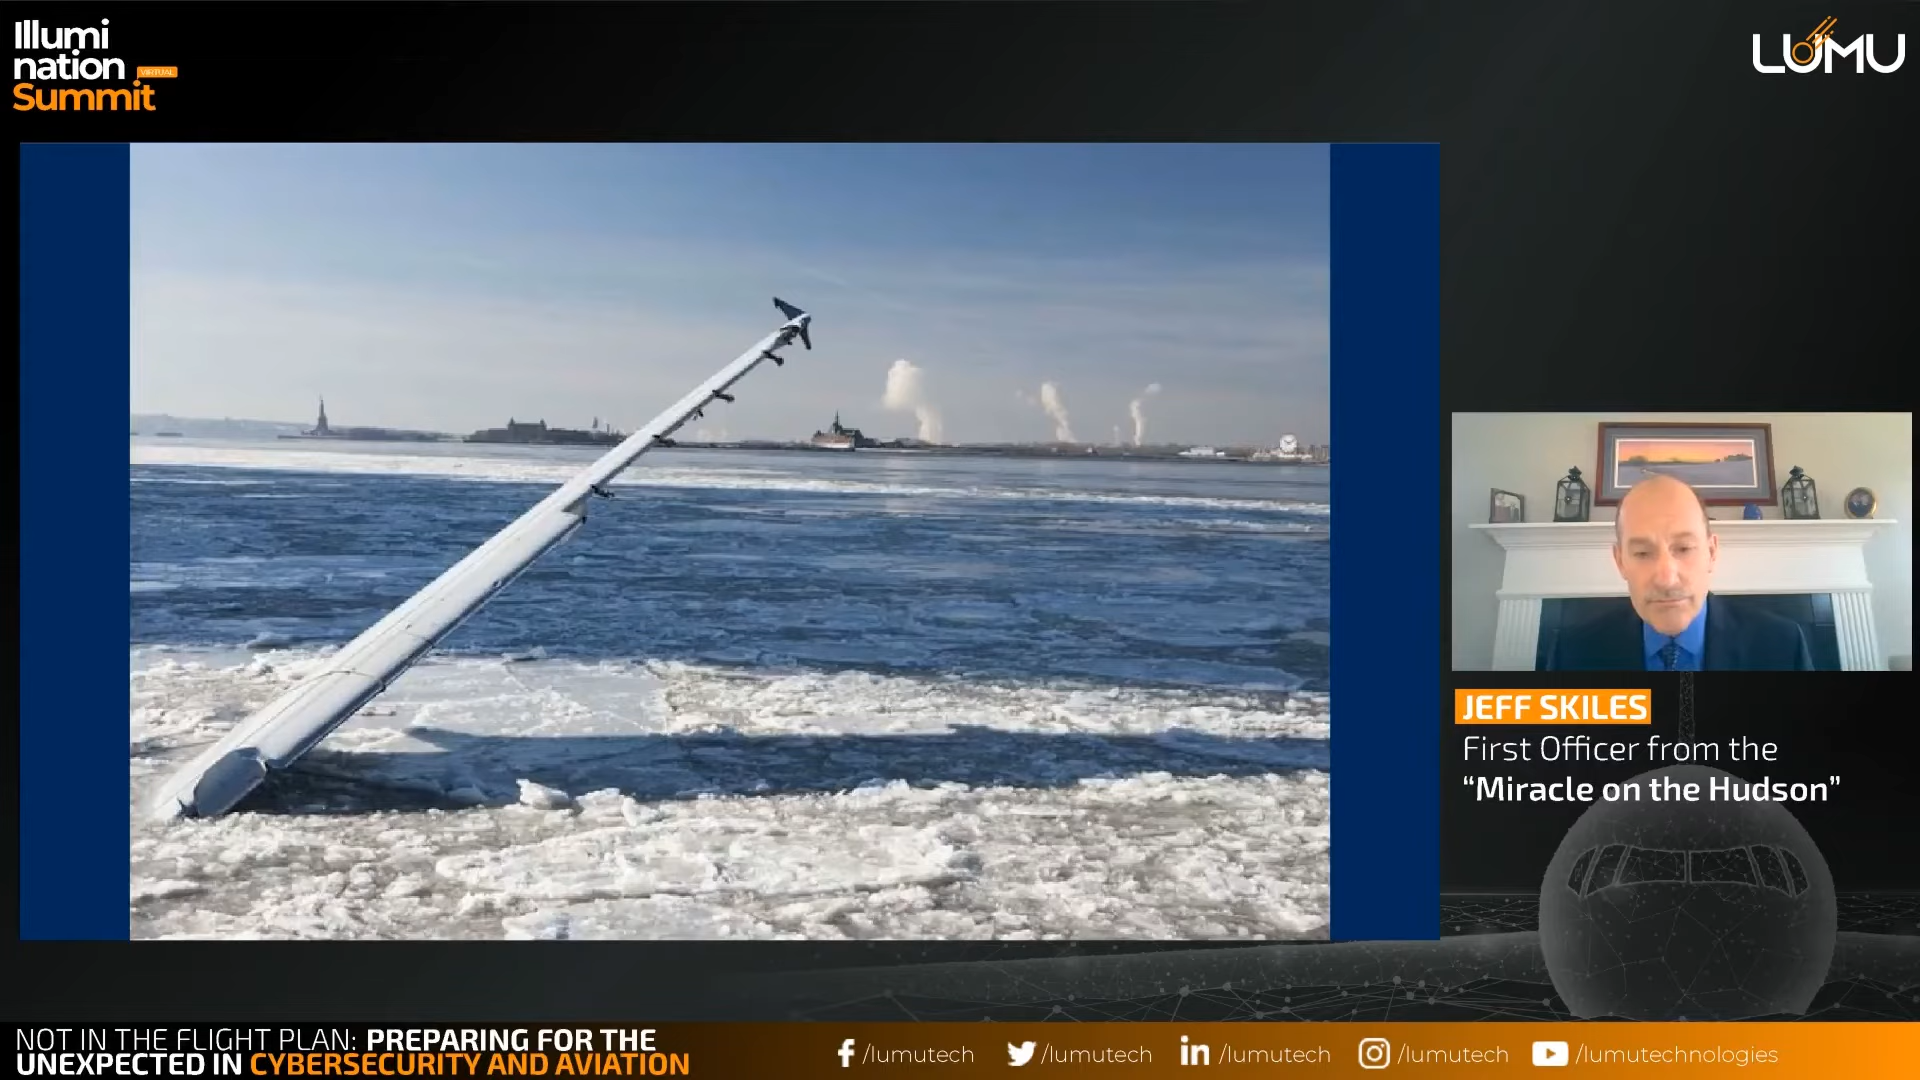 Illumi
nation
VIRTUAL
Summit
LUMU
JEFF SKILES
First Officer from the
“Miracle on the Hudson”
NOT IN THE FLIGHT PLAN: PREPARING FOR THE
UNEXPECTED IN CYBERSECURITY AND AVIATION
/lumutech
/lumutech
/lumutech
/lumutech
/lumutechnologies